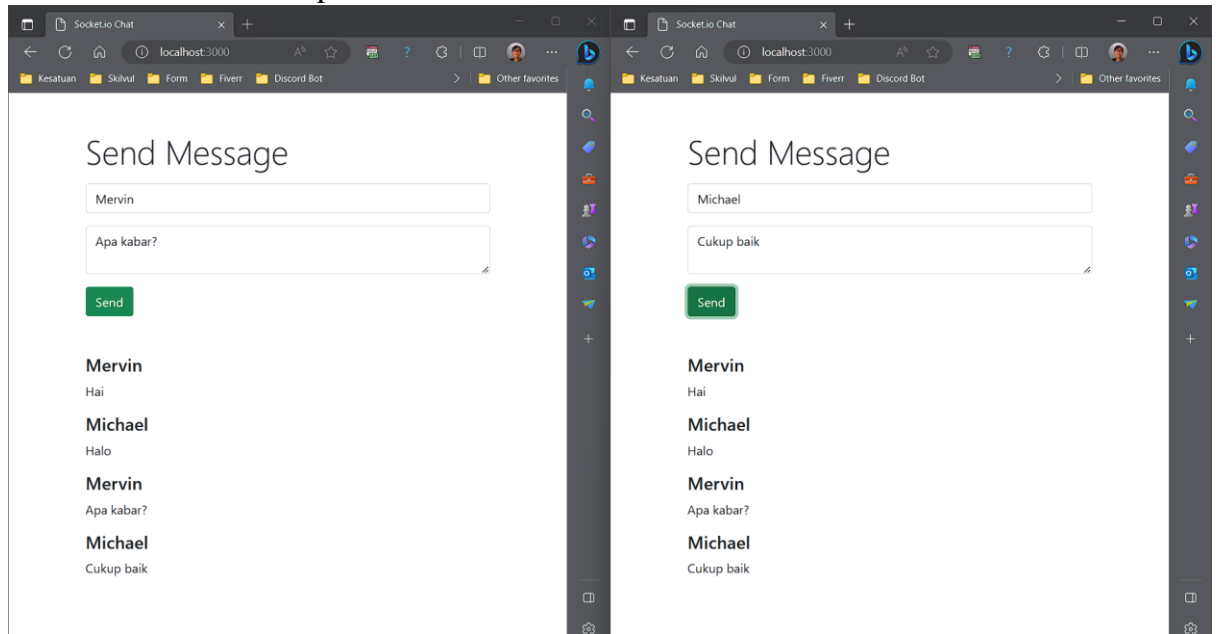 Socket.io Chat
localhost:3000
Kesatuan Skilvul Form Fiverr Discord Bot Other favorites
Send Message
Mervin
Apa kabar?
Send
Mervin
Hai
Michael
Halo
Mervin
Apa kabar?
Michael
Cukup baik
Socket.io Chat
localhost:3000
Kesatuan Skilvul Form Fiverr Discord Bot Other favorites
Send Message
Michael
Cukup baik
Send
Mervin
Hai
Michael
Halo
Mervin
Apa kabar?
Michael
Cukup baik